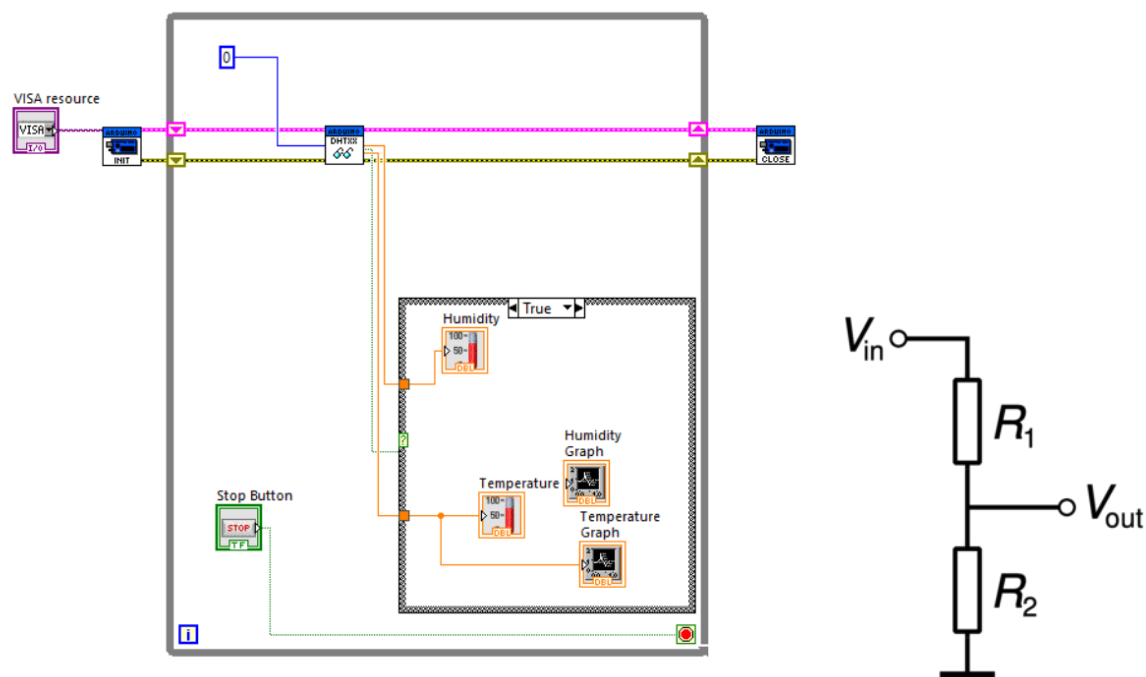 VISA resource
VISA
I/O
ARDUINO
INIT
0
ARDUINO
DHTXX
ARDUINO
CLOSE
True
Humidity
100-
50-
DBL
?
Humidity
Graph
DBL
Temperature
100-
50-
DBL
Temperature
Graph
DBL
Stop Button
STOP
TF
i
Vin
R1
Vout
R2